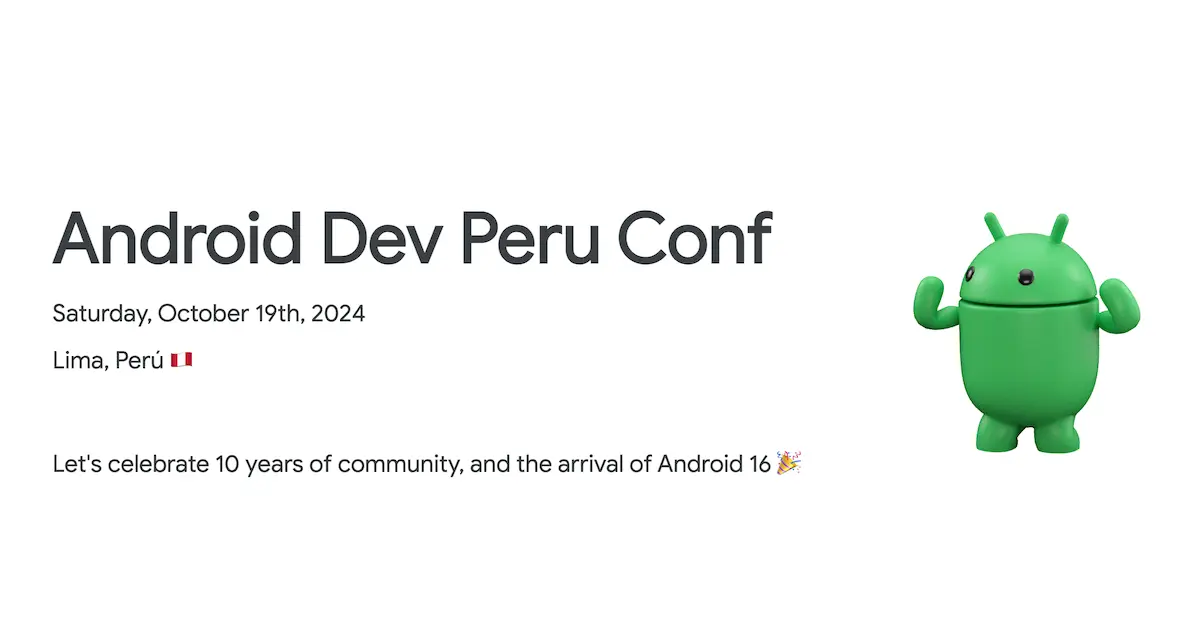 Android Dev Peru Conf
Saturday, October 19th, 2024
Lima, Perú 🇵🇪
Let's celebrate 10 years of community, and the arrival of Android 16 🎉